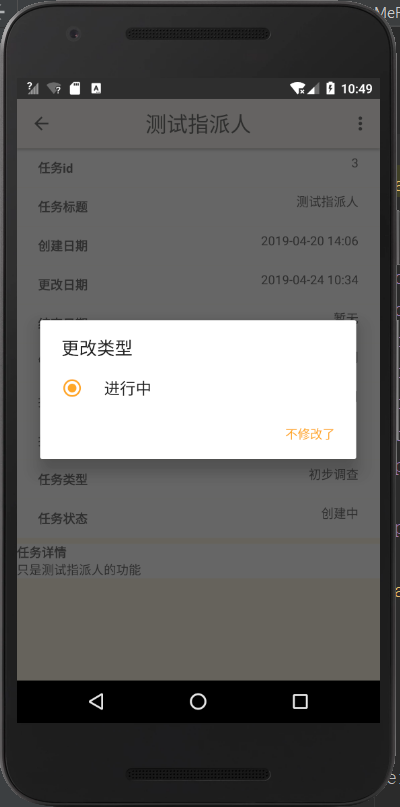 MeF
10:49
测试指派人
任务id
3
任务标题
测试指派人
创建日期
2019-04-20 14:06
更改日期
2019-04-24 10:34
暂无
更改类型
进行中
不修改了
任务类型
初步调查
任务状态
创建中
任务详情
只是测试指派人的功能